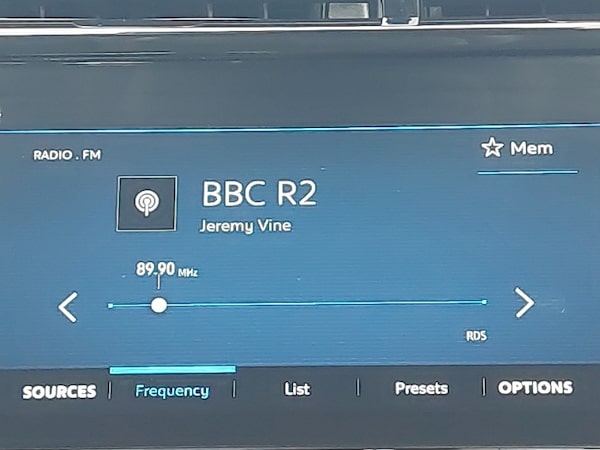 RADIO . FM
Mem
BBC R2
Jeremy Vine
89.90 MHz
RDS
SOURCES Frequency List Presets OPTIONS